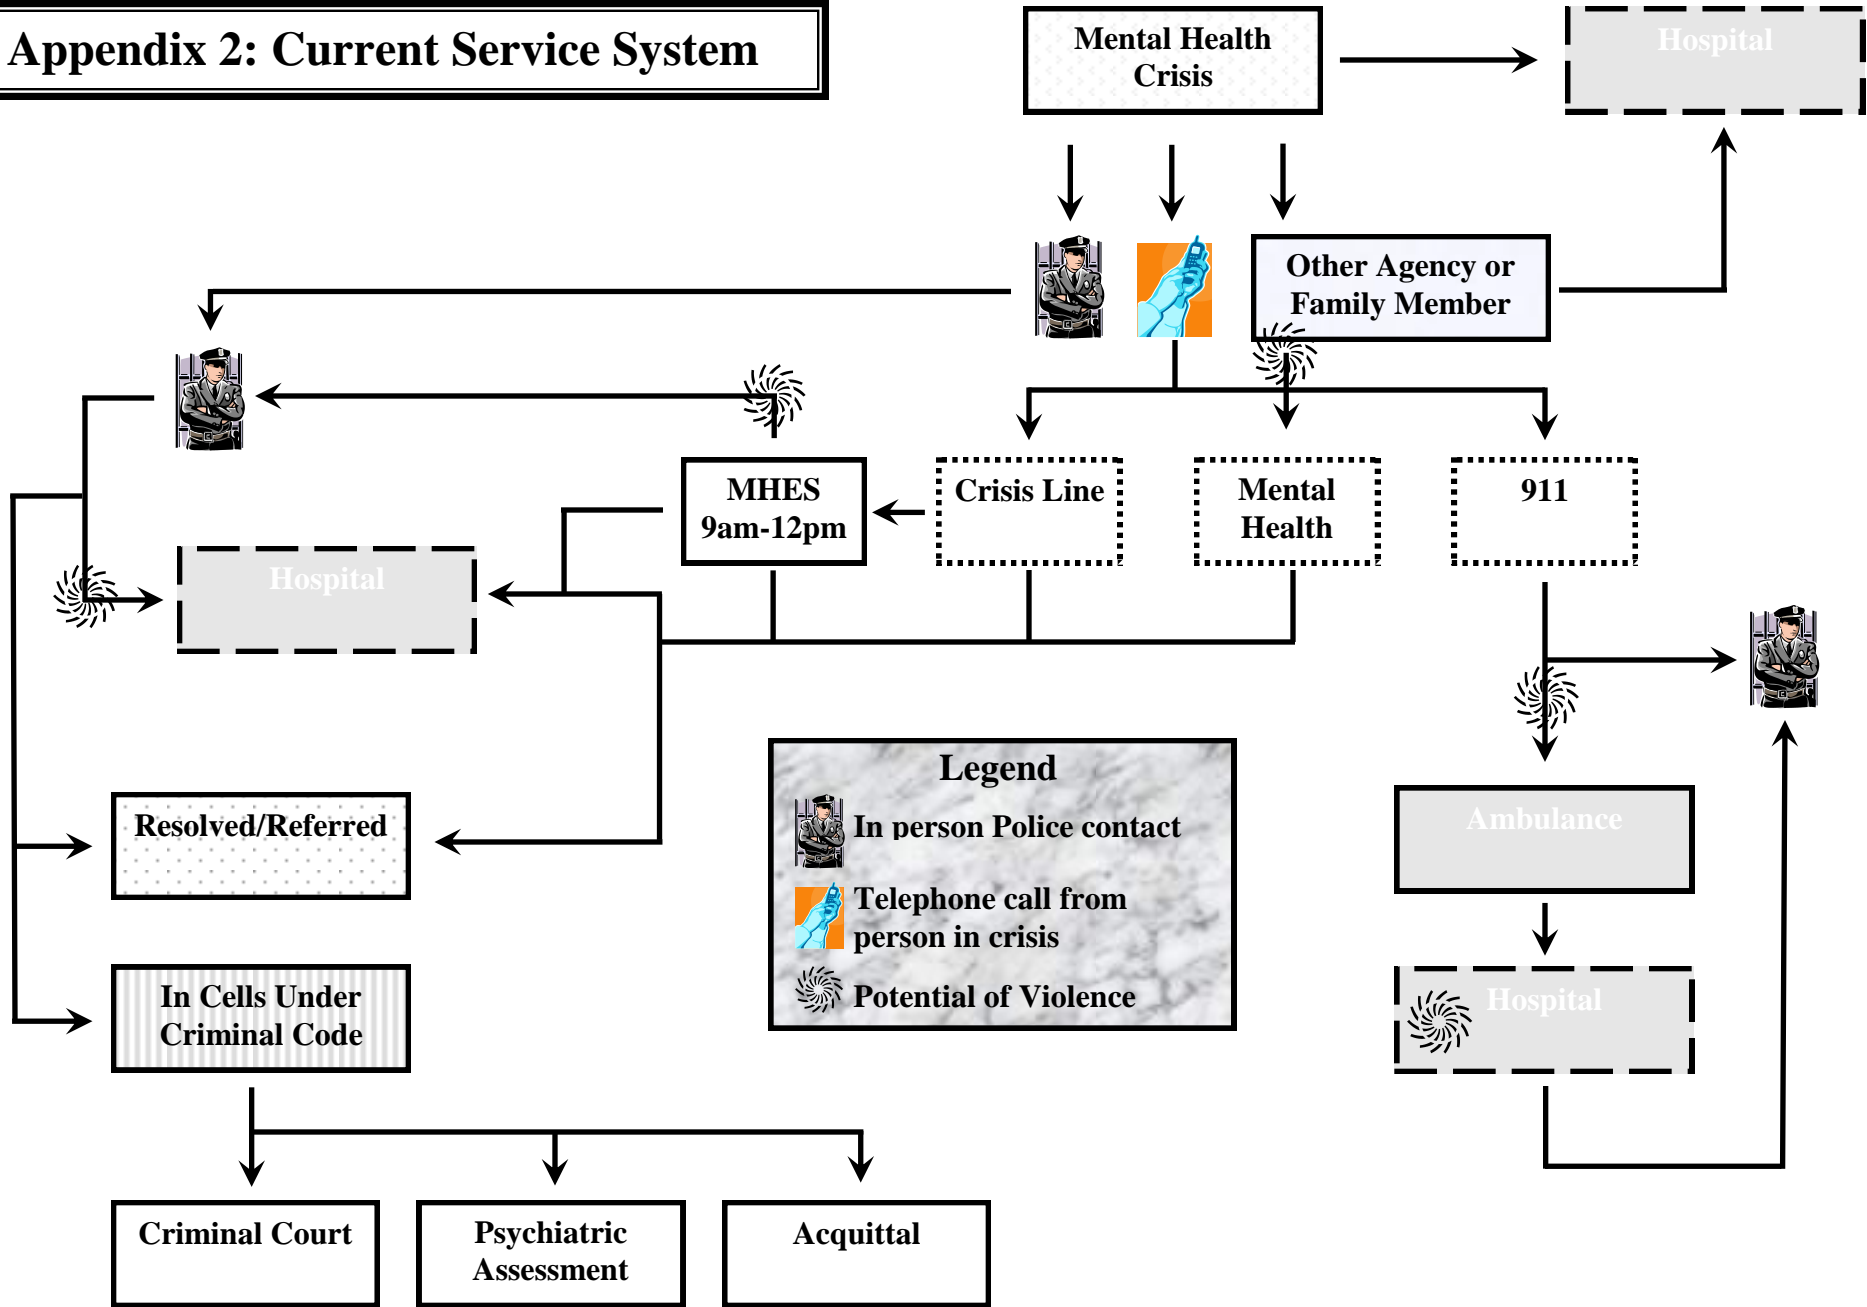 Appendix 2: Current Service System
Mental Health
Crisis
Hospital
Other Agency or
Family Member
MHES
9am-12pm
Crisis Line
Mental
Health
911
Hospital
Legend
In person Police contact
Telephone call from
person in crisis
Potential of Violence
Resolved/Referred
Ambulance
In Cells Under
Criminal Code
Hospital
Criminal Court
Psychiatric
Assessment
Acquittal